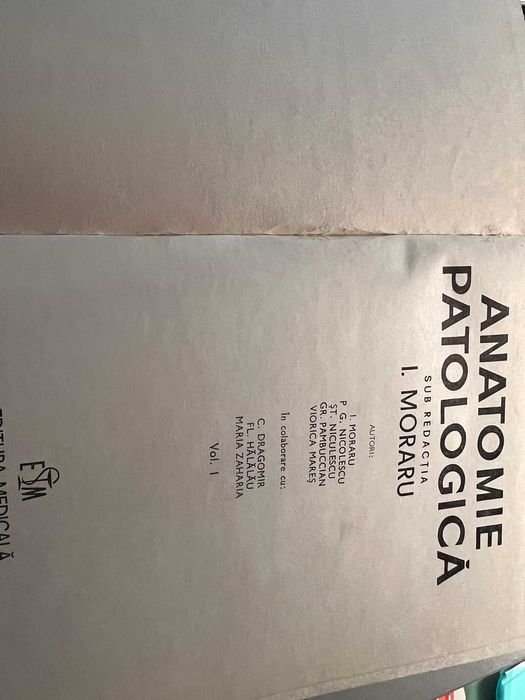 ANATOMIE
PATOLOGICĂ
SUB REDACȚIA
I. MORARU
AUTORI:
I. MORARU
P. G. NICOLESCU
ȘT. NICULESCU
GR. PAMBUCCIAN
VIORICA MAREȘ
În colaborare cu:
C. DRAGOMIR
FL. HĂLĂLĂU
MARIA ZAHARIA
Vol. I
ESM
EDITURA MEDICALĂ